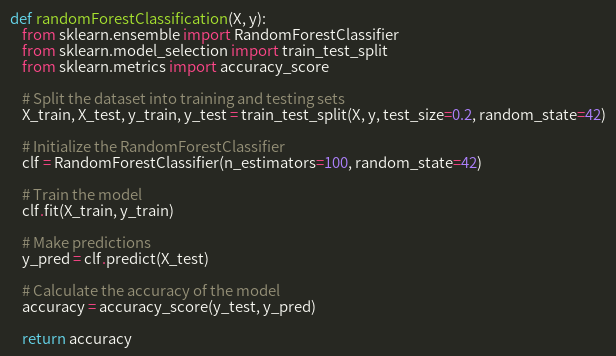 def randomForestClassification(X, y):
    from sklearn.ensemble import RandomForestClassifier
    from sklearn.model_selection import train_test_split
    from sklearn.metrics import accuracy_score

    # Split the dataset into training and testing sets
    X_train, X_test, y_train, y_test = train_test_split(X, y, test_size=0.2, random_state=42)

    # Initialize the RandomForestClassifier
    clf = RandomForestClassifier(n_estimators=100, random_state=42)

    # Train the model
    clf.fit(X_train, y_train)

    # Make predictions
    y_pred = clf.predict(X_test)

    # Calculate the accuracy of the model
    accuracy = accuracy_score(y_test, y_pred)

    return accuracy